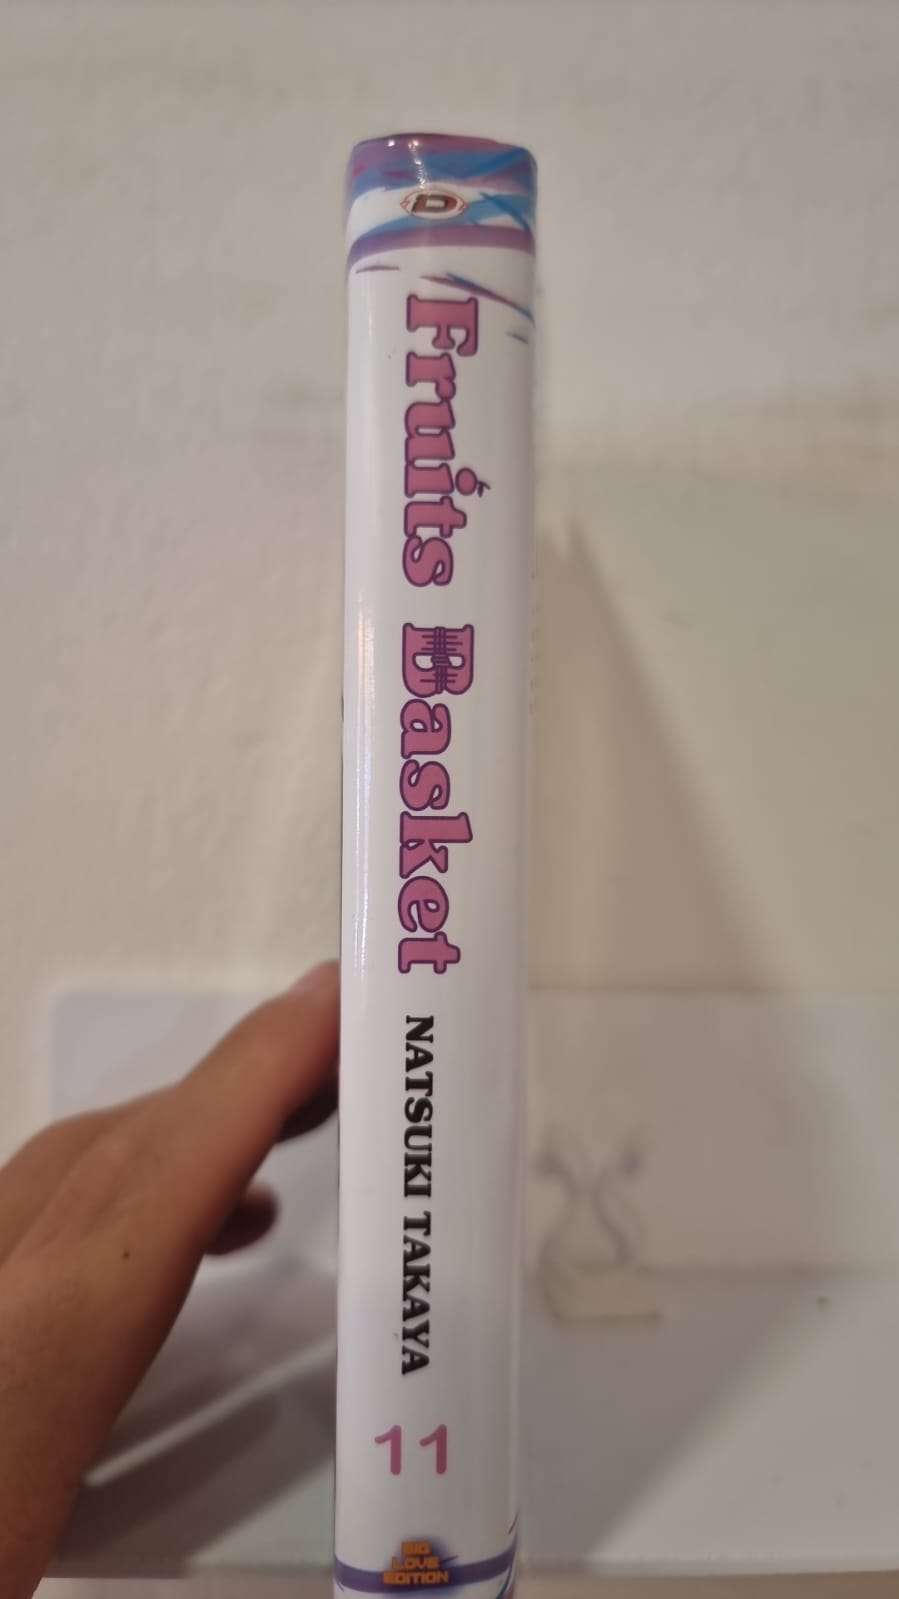 D
Fruits Basket
NATSUKI TAKAYA
11
BIG
LOVE
EDITION